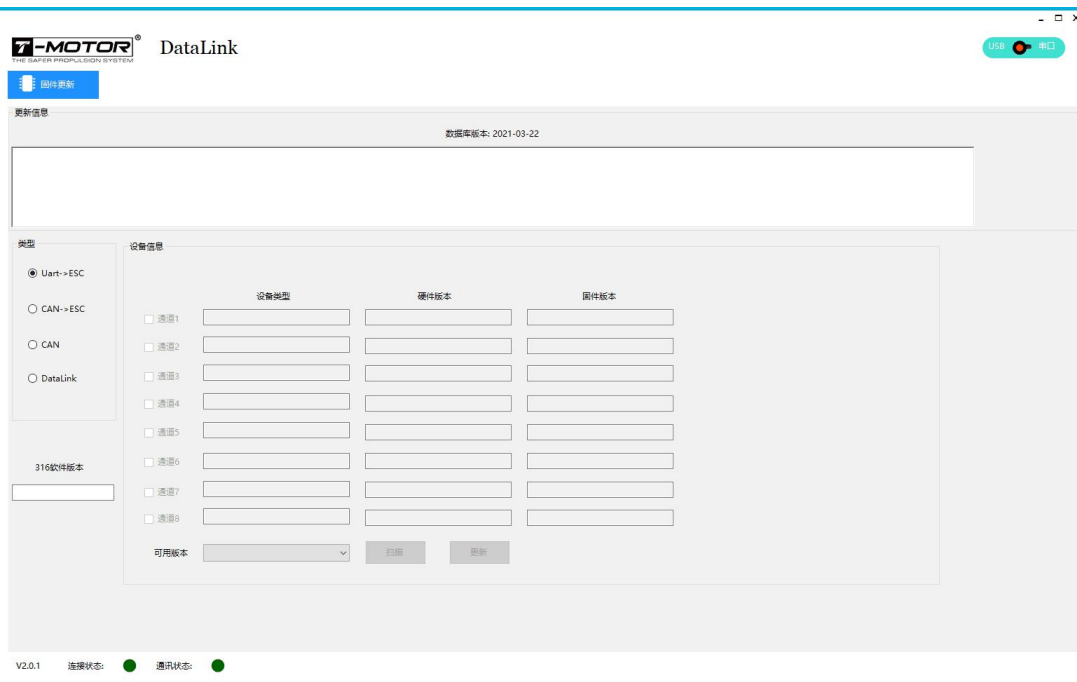 T-MOTOR®
THE SAFER PROPULSION SYSTEM
DataLink
USB 串口
固件更新
更新信息
数据库版本: 2021-03-22
类型
Uart->ESC
CAN->ESC
CAN
DataLink
316软件版本
设备信息
设备类型 硬件版本 固件版本
通道1
通道2
通道3
通道4
通道5
通道6
通道7
通道8
可用版本 扫描 更新
V2.0.1 连接状态: 通讯状态: